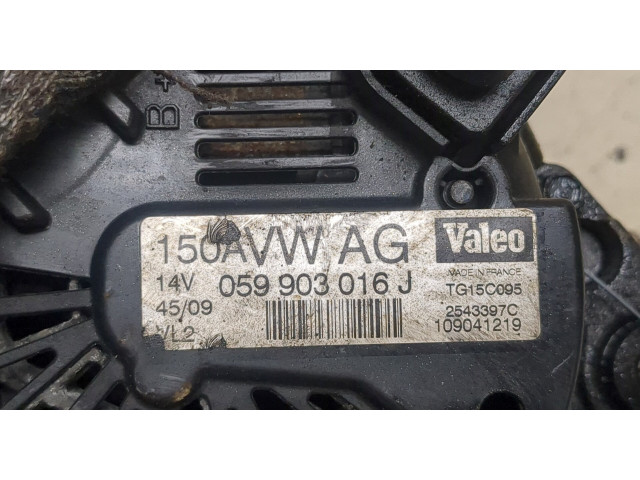 B+
150A VW AG
Valeo
MADE IN FRANCE
14V
059 903 016 J
TG15C095
45/09
2543397C
VL2
109041219